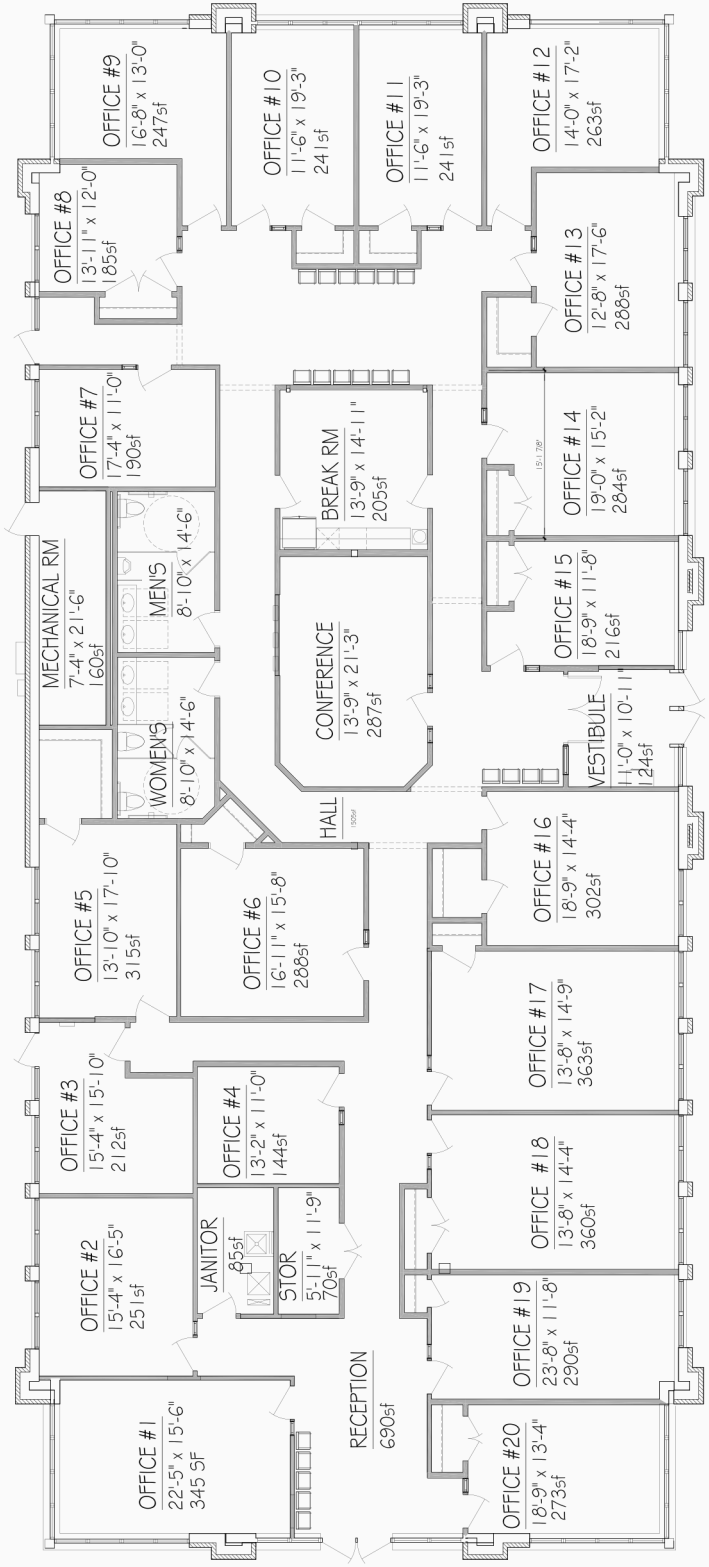 OFFICE #9
16'-8" x 13'-0"
247sf
OFFICE #10
11'-6" x 19'-3"
241sf
OFFICE #11
11'-6" x 19'-3"
241sf
OFFICE #12
14'-0" x 17'-2"
263sf
OFFICE #8
13'-11" x 12'-0"
185sf
OFFICE #13
12'-8" x 17'-6"
288sf
OFFICE #7
17'-4" x 11'-0"
190sf
BREAK RM
13'-9" x 14'-11"
205sf
15'-1 7/8"
OFFICE #14
19'-0" x 15'-2"
284sf
MECHANICAL RM
7'-4" x 21'-6"
160sf
MEN'S
8'-10" x 14'-6"
OFFICE #15
18'-9" x 11'-8"
216sf
WOMEN'S
8'-10" x 14'-6"
CONFERENCE
13'-9" x 21'-3"
287sf
VESTIBULE
11'-0" x 10'-11"
124sf
HALL
OFFICE #5
13'-10" x 17'-10"
315sf
OFFICE #6
16'-11" x 15'-8"
288sf
OFFICE #16
18'-9" x 14'-4"
302sf
OFFICE #3
15'-4" x 15'-10"
212sf
OFFICE #4
13'-2" x 11'-0"
144sf
OFFICE #17
13'-8" x 14'-9"
363sf
OFFICE #2
15'-4" x 16'-5"
251sf
JANITOR
85sf
STOR
5'-11" x 11'-9"
70sf
OFFICE #18
13'-8" x 14'-4"
360sf
OFFICE #19
23'-8" x 11'-8"
290sf
OFFICE #1
22'-5" x 15'-6"
345 SF
RECEPTION
690sf
OFFICE #20
18'-9" x 13'-4"
273sf